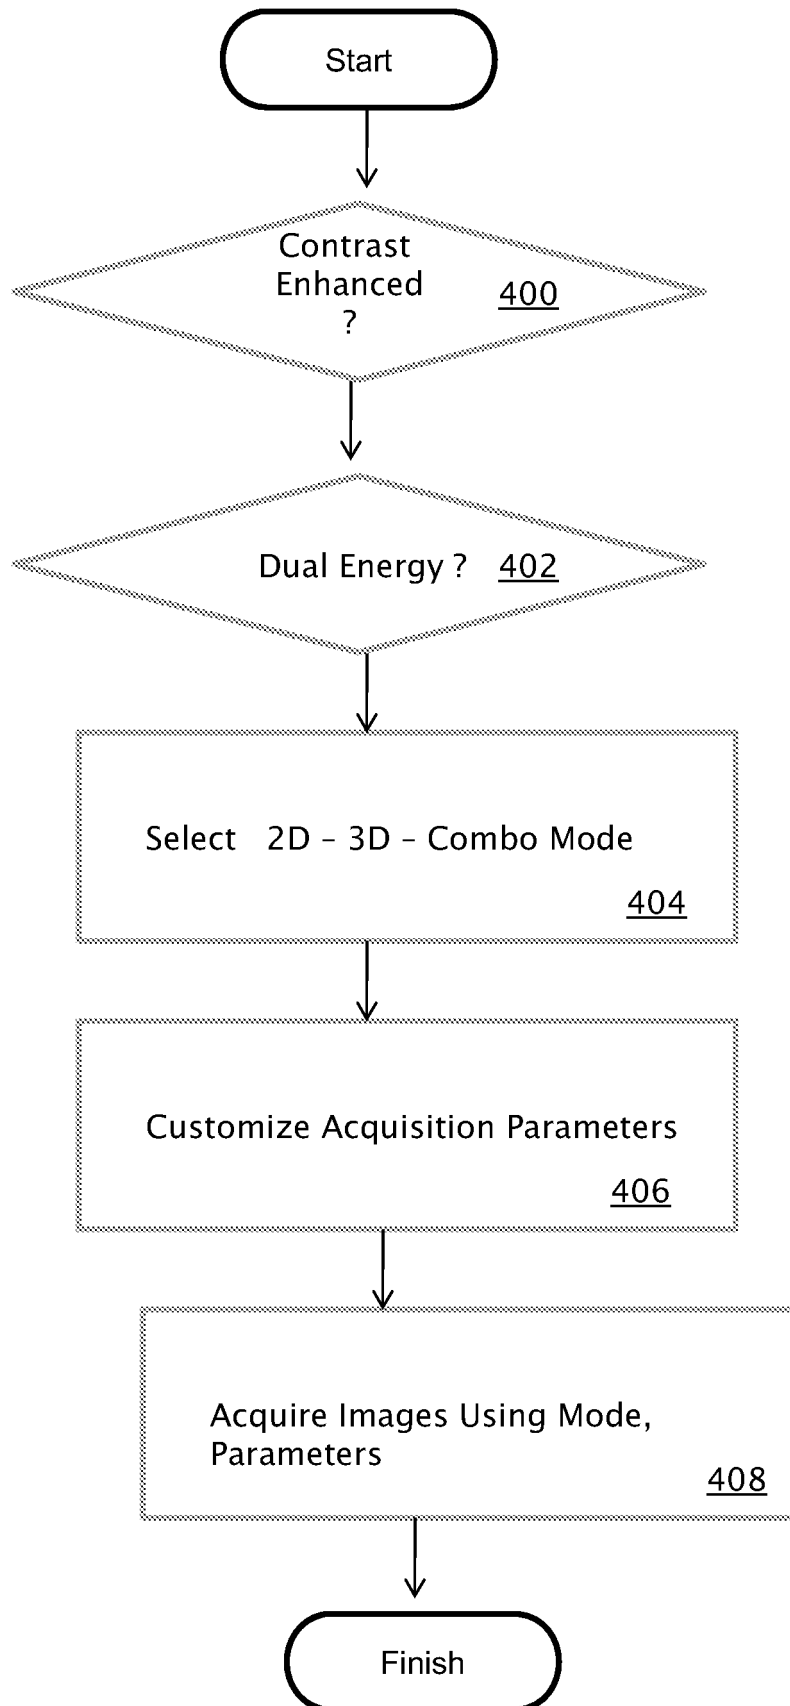 Start
Contrast
Enhanced
?
400
Dual Energy ? 402
Select 2D – 3D – Combo Mode
404
Customize Acquisition Parameters
406
Acquire Images Using Mode,
Parameters
408
Finish